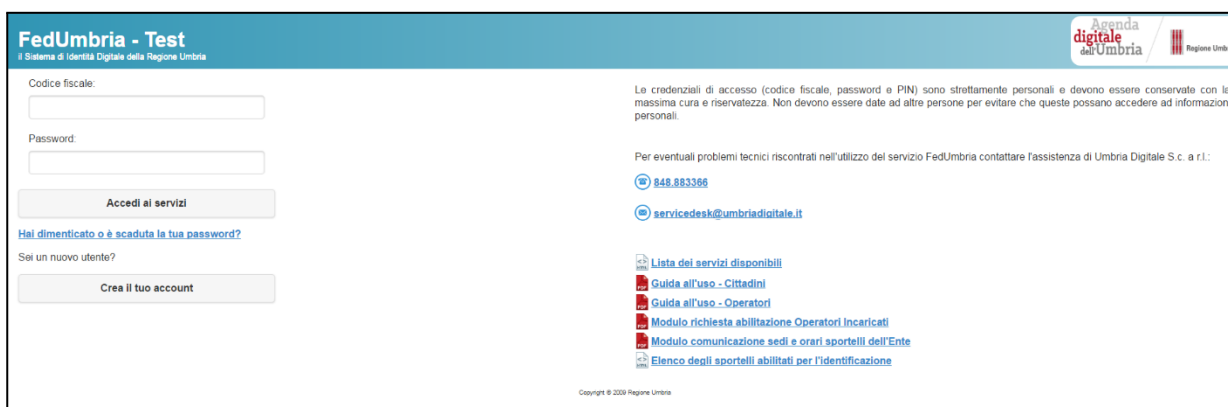 FedUmbria - Test
il Sistema di Identità Digitale della Regione Umbria
Agenda
digitale
dell'Umbria
Regione Umb
Codice fiscale:
Password:
Accedi ai servizi
Hai dimenticato o è scaduta la tua password?
Sei un nuovo utente?
Crea il tuo account
Le credenziali di accesso (codice fiscale, password e PIN) sono strettamente personali e devono essere conservate con la
massima cura e riservatezza. Non devono essere date ad altre persone per evitare che queste possano accedere ad informazion
personali.
Per eventuali problemi tecnici riscontrati nell'utilizzo del servizio FedUmbria contattare l'assistenza di Umbria Digitale S.c. a r.l.:
848.883366
servicedesk@umbriadigitale.it
Lista dei servizi disponibili
Guida all'uso - Cittadini
Guida all'uso - Operatori
Modulo richiesta abilitazione Operatori Incaricati
Modulo comunicazione sedi e orari sportelli dell'Ente
Elenco degli sportelli abilitati per l'identificazione
Copyright © 2009 Regione Umbria